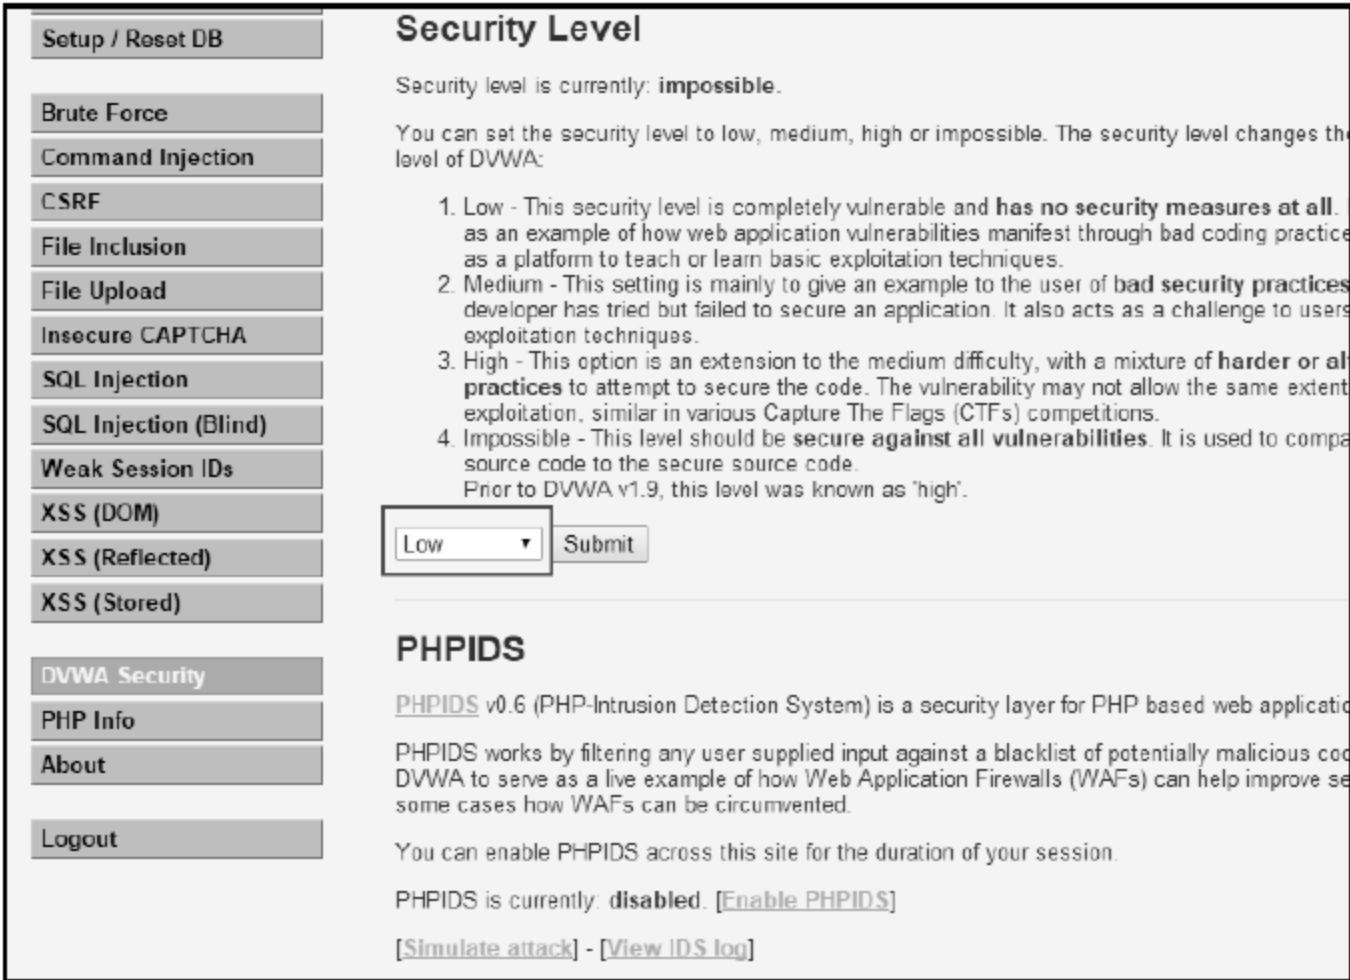 Setup / Reset DB
Brute Force
Command Injection
CSRF
File Inclusion
File Upload
Insecure CAPTCHA
SQL Injection
SQL Injection (Blind)
Weak Session IDs
XSS (DOM)
XSS (Reflected)
XSS (Stored)
DVWA Security
PHP Info
About
Logout
Security Level
Security level is currently: impossible.
You can set the security level to low, medium, high or impossible. The security level changes the
level of DVWA:
1. Low - This security level is completely vulnerable and has no security measures at all.
as an example of how web application vulnerabilities manifest through bad coding practice
as a platform to teach or learn basic exploitation techniques.
2. Medium - This setting is mainly to give an example to the user of bad security practices
developer has tried but failed to secure an application. It also acts as a challenge to users
exploitation techniques.
3. High - This option is an extension to the medium difficulty, with a mixture of harder or al
practices to attempt to secure the code. The vulnerability may not allow the same extent
exploitation, similar in various Capture The Flags (CTFs) competitions.
4. Impossible - This level should be secure against all vulnerabilities. It is used to compa
source code to the secure source code.
Prior to DVWA v1.9, this level was known as 'high'.
Low Submit
PHPIDS
PHPIDS v0.6 (PHP-Intrusion Detection System) is a security layer for PHP based web applicatio
PHPIDS works by filtering any user supplied input against a blacklist of potentially malicious co
DVWA to serve as a live example of how Web Application Firewalls (WAFs) can help improve se
some cases how WAFs can be circumvented.
You can enable PHPIDS across this site for the duration of your session.
PHPIDS is currently: disabled. [Enable PHPIDS]
[Simulate attack] - [View IDS log]